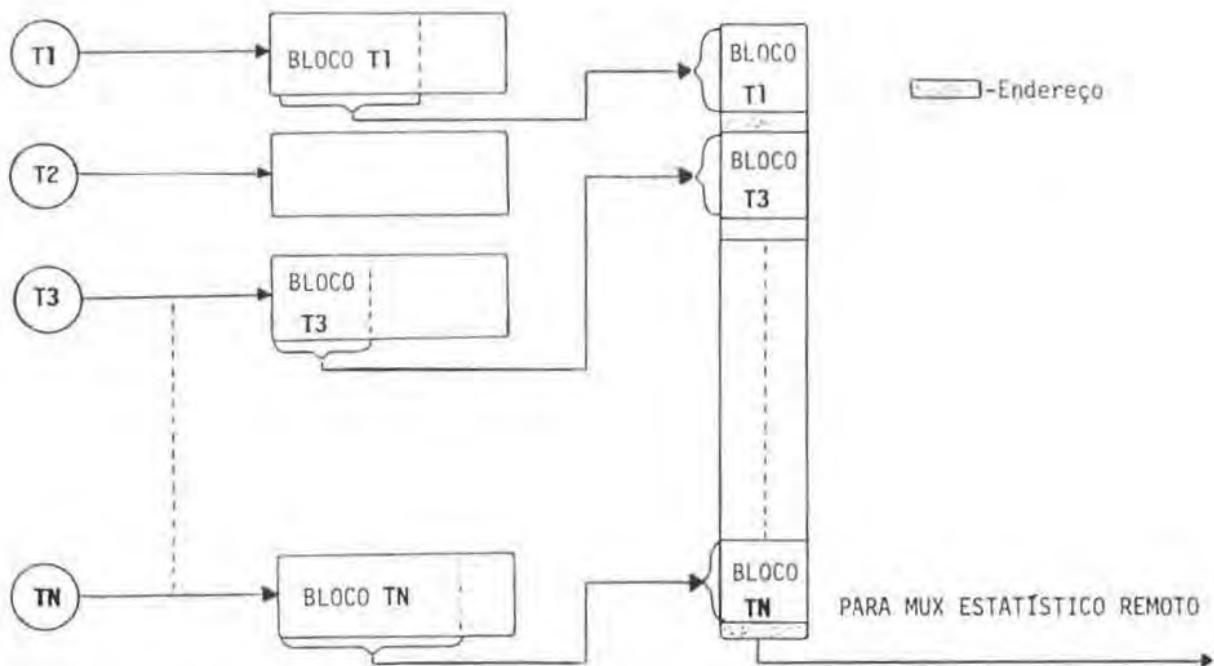 T1
BLOCO T1
BLOCO
T1
-Endereço
T2
BLOCO
T3
T3
BLOCO
T3
TN
BLOCO TN
BLOCO
TN
PARA MUX ESTATÍSTICO REMOTO